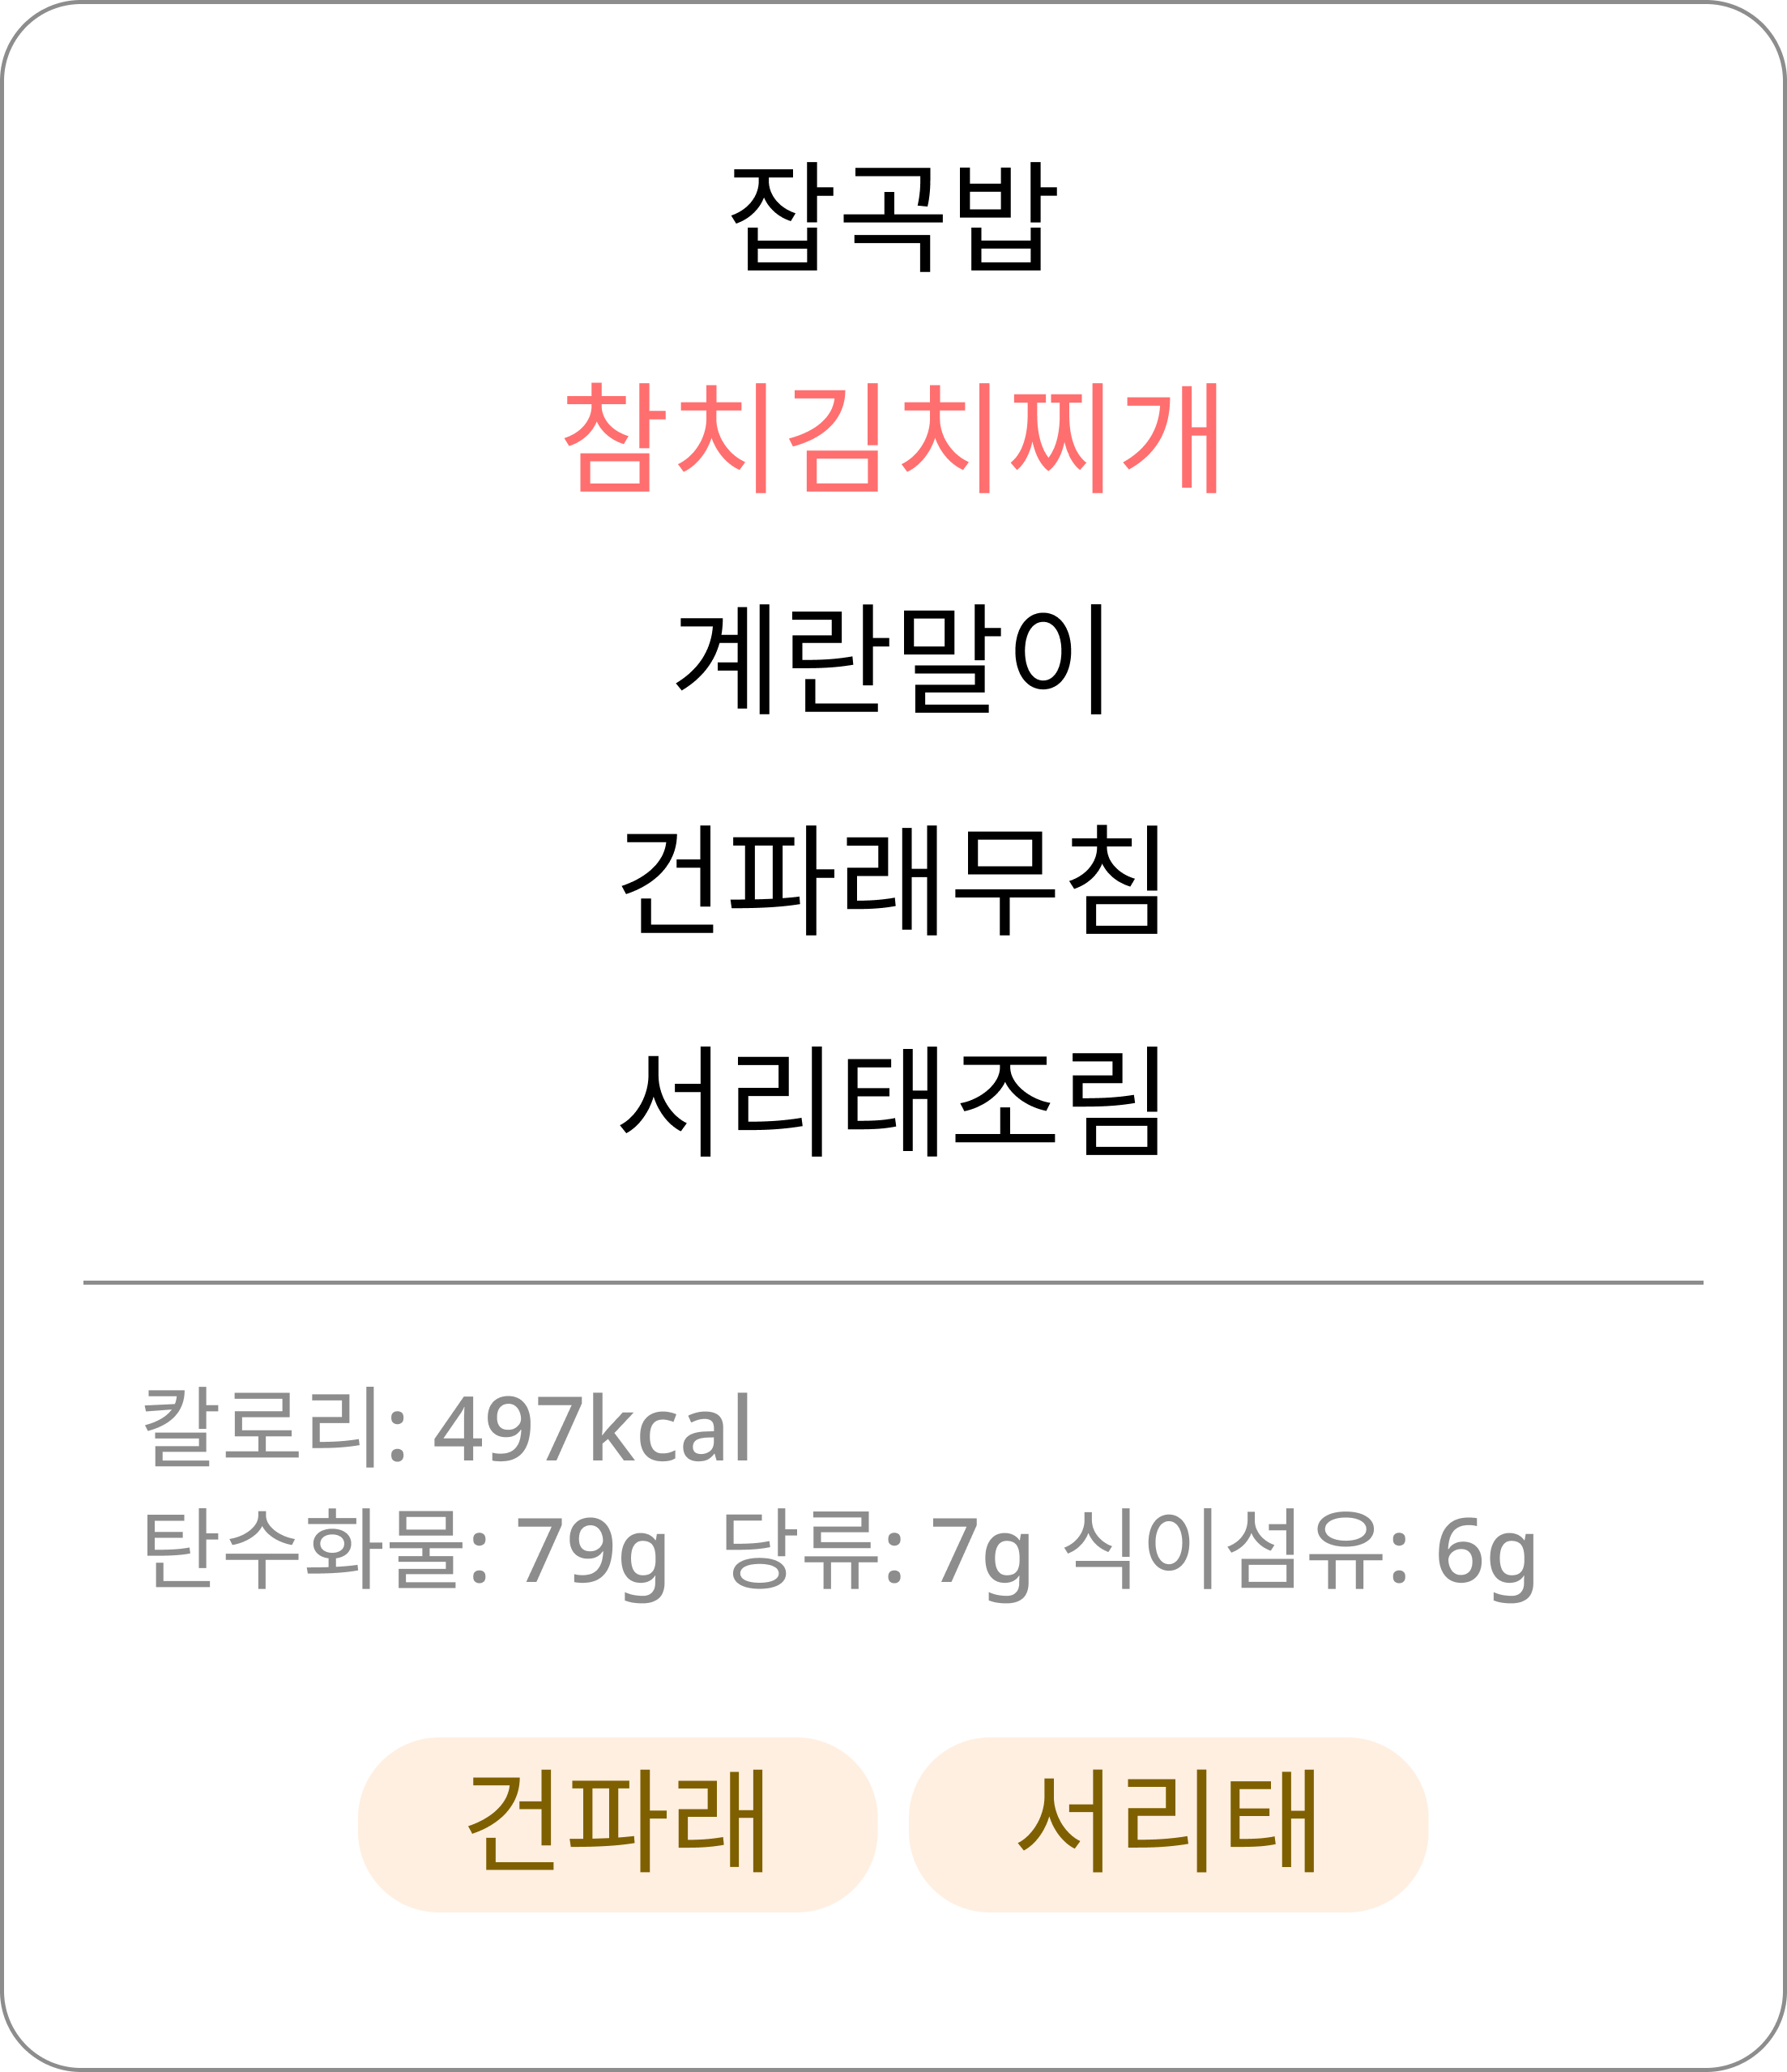 잡곡밥
참치김치찌개
계란말이
건파래무침
서리태조림
칼로리: 497kcal
탄수화물: 79g 당류: 7g 식이섬유: 6g
건파래 서리태